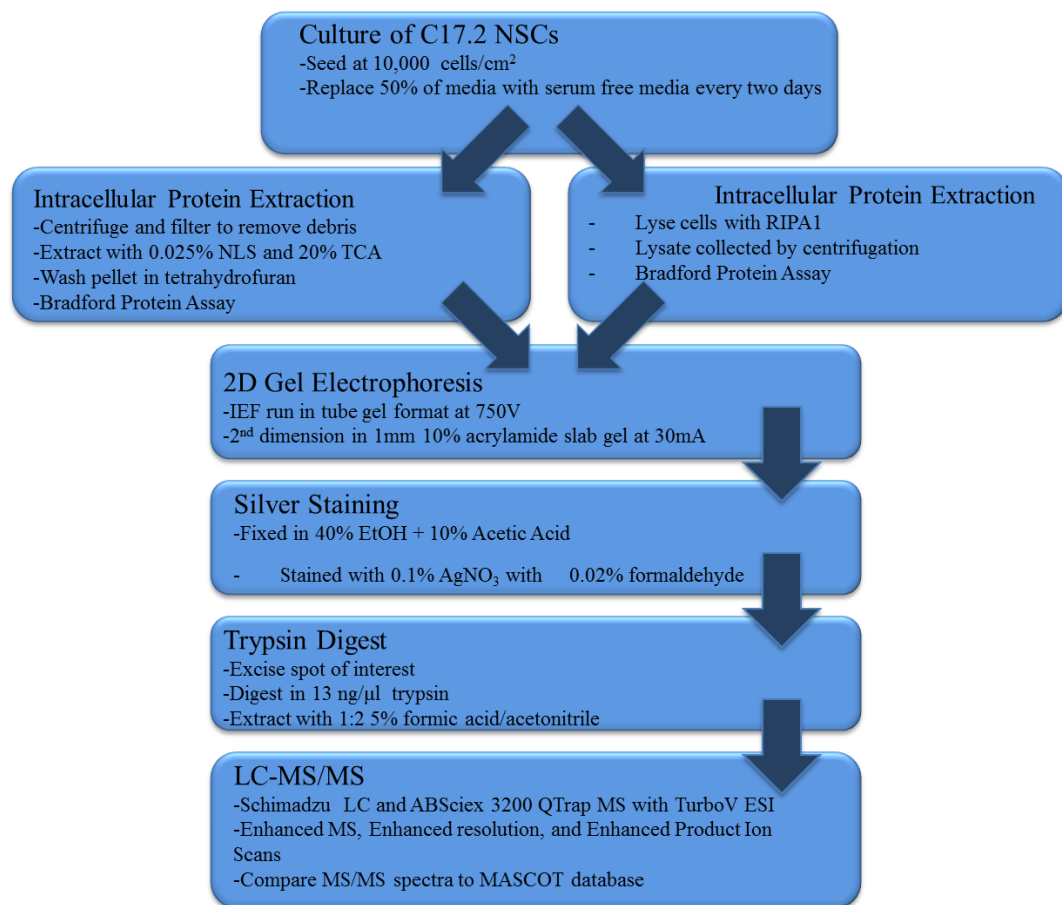 Culture of C17.2 NSCs
-Seed at 10,000 cells/cm²
-Replace 50% of media with serum free media every two days
Intracellular Protein Extraction
-Centrifuge and filter to remove debris
-Extract with 0.025% NLS and 20% TCA
-Wash pellet in tetrahydrofuran
-Bradford Protein Assay
Intracellular Protein Extraction
- Lyse cells with RIPA1
- Lysate collected by centrifugation
- Bradford Protein Assay
2D Gel Electrophoresis
-IEF run in tube gel format at 750V
-2nd dimension in 1mm 10% acrylamide slab gel at 30mA
Silver Staining
-Fixed in 40% EtOH + 10% Acetic Acid
- Stained with 0.1% AgNO₃ with 0.02% formaldehyde
Trypsin Digest
-Excise spot of interest
-Digest in 13 ng/µl trypsin
-Extract with 1:2 5% formic acid/acetonitrile
LC-MS/MS
-Schimadzu LC and ABSciex 3200 QTrap MS with TurboV ESI
-Enhanced MS, Enhanced resolution, and Enhanced Product Ion
Scans
-Compare MS/MS spectra to MASCOT database